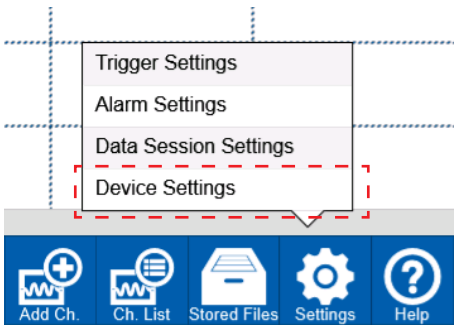 Trigger Settings
Alarm Settings
Data Session Settings
Device Settings
Add Ch.
Ch. List
Stored Files
Settings
Help